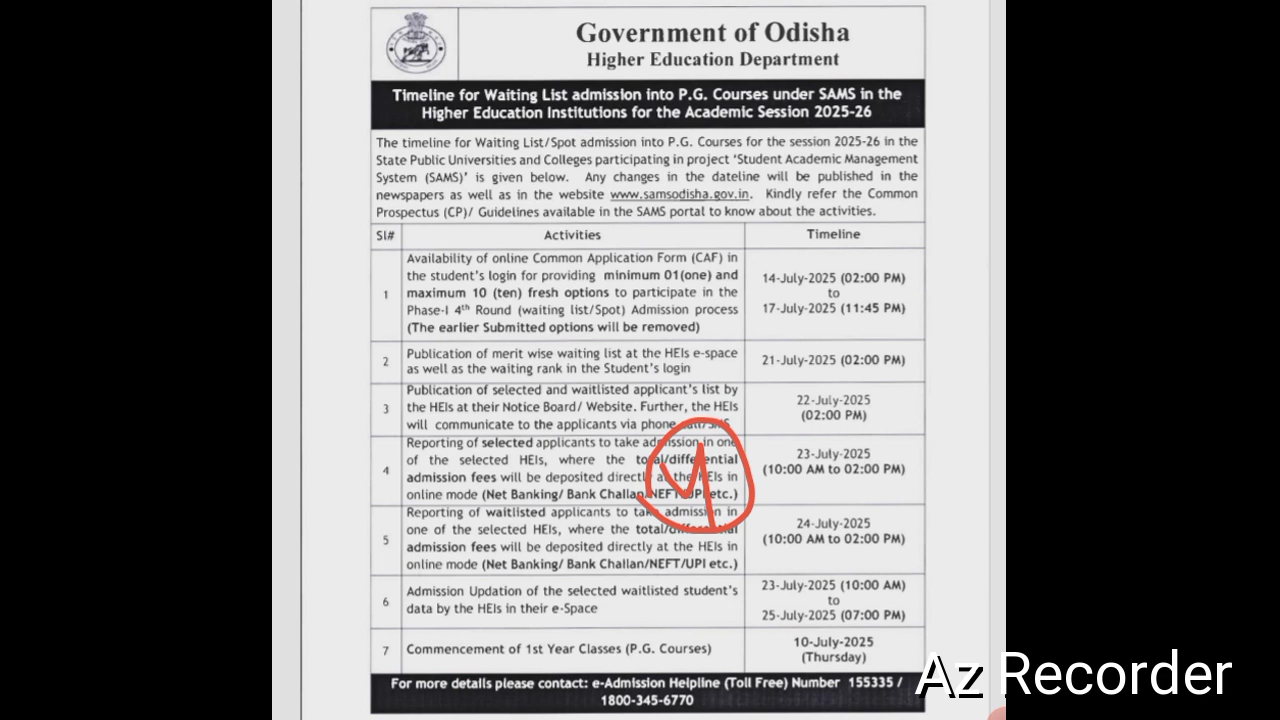 Government of Odisha
Higher Education Department
Timeline for Waiting List admission into P.G. Courses under SAMS in the
Higher Education Institutions for the Academic Session 2025-26
The timeline for Waiting List/Spot admission into P.G. Courses for the session 2025-26 in the
State Public Universities and Colleges participating in project 'Student Academic Management
System (SAMS)' is given below. Any changes in the dateline will be published in the
newspapers as well as in the website www.samsodisha.gov.in. Kindly refer the Common
Prospectus (CP)/ Guidelines available in the SAMS portal to know about the activities.
Sl# Activities Timeline
1
Availability of online Common Application Form (CAF) in
the student's login for providing minimum 01(one) and
maximum 10 (ten) fresh options to participate in the
Phase-I 4th Round (waiting list/Spot) Admission process
(The earlier Submitted options will be removed)
14-July-2025 (02:00 PM)
to
17-July-2025 (11:45 PM)
2
Publication of merit wise waiting list at the HEIs e-space
as well as the waiting rank in the Student's login
21-July-2025 (02:00 PM)
3
Publication of selected and waitlisted applicant's list by
the HEIs at their Notice Board/ Website. Further, the HEIs
will communicate to the applicants via phone call/SMS
22-July-2025
(02:00 PM)
4
Reporting of selected applicants to take admission in one
of the selected HEIs, where the total/differential
admission fees will be deposited directly at the HEIs in
online mode (Net Banking/ Bank Challan/NEFT/UPI etc.)
23-July-2025
(10:00 AM to 02:00 PM)
5
Reporting of waitlisted applicants to take admission in
one of the selected HEIs, where the total/differential
admission fees will be deposited directly at the HEIs in
online mode (Net Banking/ Bank Challan/NEFT/UPI etc.)
24-July-2025
(10:00 AM to 02:00 PM)
6
Admission Updation of the selected waitlisted student's
data by the HEIs in their e-Space
23-July-2025 (10:00 AM)
to
25-July-2025 (07:00 PM)
7
Commencement of 1st Year Classes (P.G. Courses)
10-July-2025
(Thursday)
For more details please contact: e-Admission Helpline (Toll Free) Number 155335 /
1800-345-6770
Az Recorder